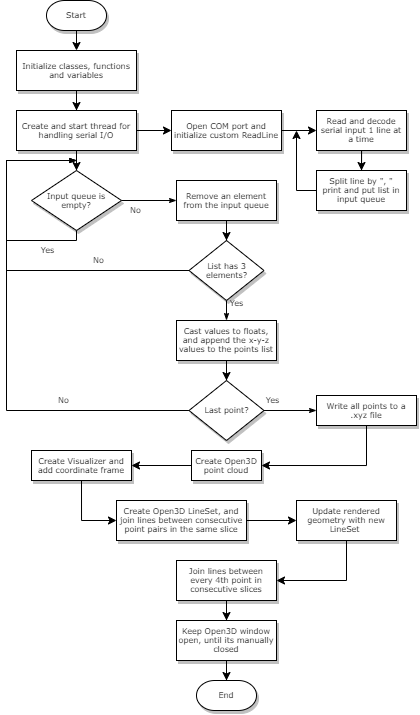 Start
Initialize classes, functions
and variables
Create and start thread for
handling serial I/O
Open COM port and
initialize custom ReadLine
Read and decode
serial input 1 line at
a time
Split line by ", "
print and put list in
input queue
Input queue is
empty?
No
Yes
Remove an element
from the input queue
List has 3
elements?
No
Yes
Cast values to floats,
and append the x-y-z
values to the points list
Last point?
No
Yes
Write all points to a
.xyz file
Create Open3D
point cloud
Create Visualizer and
add coordinate frame
Create Open3D LineSet, and
join lines between consecutive
point pairs in the same slice
Update rendered
geometry with new
LineSet
Join lines between
every 4th point in
consecutive slices
Keep Open3D window
open, until its manually
closed
End